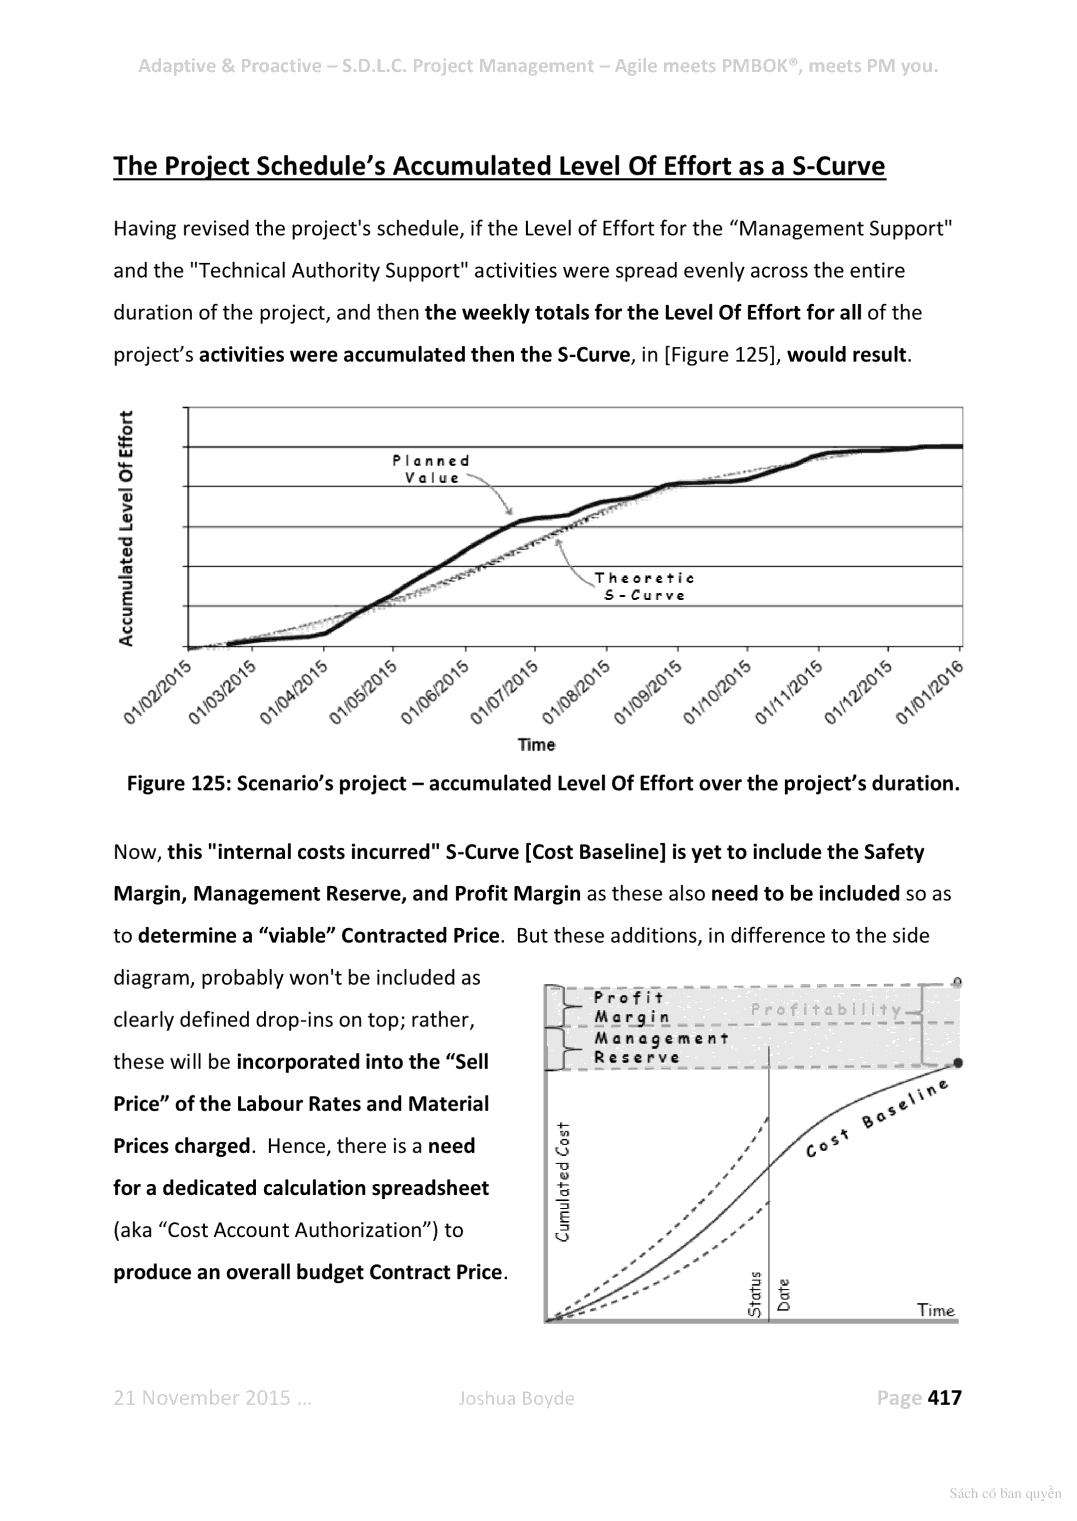 Adaptive & Proactive – S.D.L.C. Project Management – Agile meets PMBOK®, meets PM you.
The Project Schedule’s Accumulated Level Of Effort as a S-Curve
Having revised the project's schedule, if the Level of Effort for the “Management Support"
and the "Technical Authority Support" activities were spread evenly across the entire
duration of the project, and then the weekly totals for the Level Of Effort for all of the
project’s activities were accumulated then the S-Curve, in [Figure 125], would result.
Accumulated Level Of Effort
Planned
Value
Theoretic
S-Curve
01/02/2015
01/03/2015
01/04/2015
01/05/2015
01/06/2015
01/07/2015
01/08/2015
01/09/2015
01/10/2015
01/11/2015
01/12/2015
01/01/2016
Time
Figure 125: Scenario’s project – accumulated Level Of Effort over the project’s duration.
Now, this "internal costs incurred" S-Curve [Cost Baseline] is yet to include the Safety
Margin, Management Reserve, and Profit Margin as these also need to be included so as
to determine a “viable” Contracted Price.  But these additions, in difference to the side
diagram, probably won't be included as
clearly defined drop-ins on top; rather,
these will be incorporated into the “Sell
Price” of the Labour Rates and Material
Prices charged.  Hence, there is a need
for a dedicated calculation spreadsheet
(aka “Cost Account Authorization”) to
produce an overall budget Contract Price.
Profit
Margin
Profitability
Management
Reserve
Cost Baseline
Cumulated Cost
Status
Date
Time
21 November 2015 …
Joshua Boyde
Page 417
Sách có bản quyền